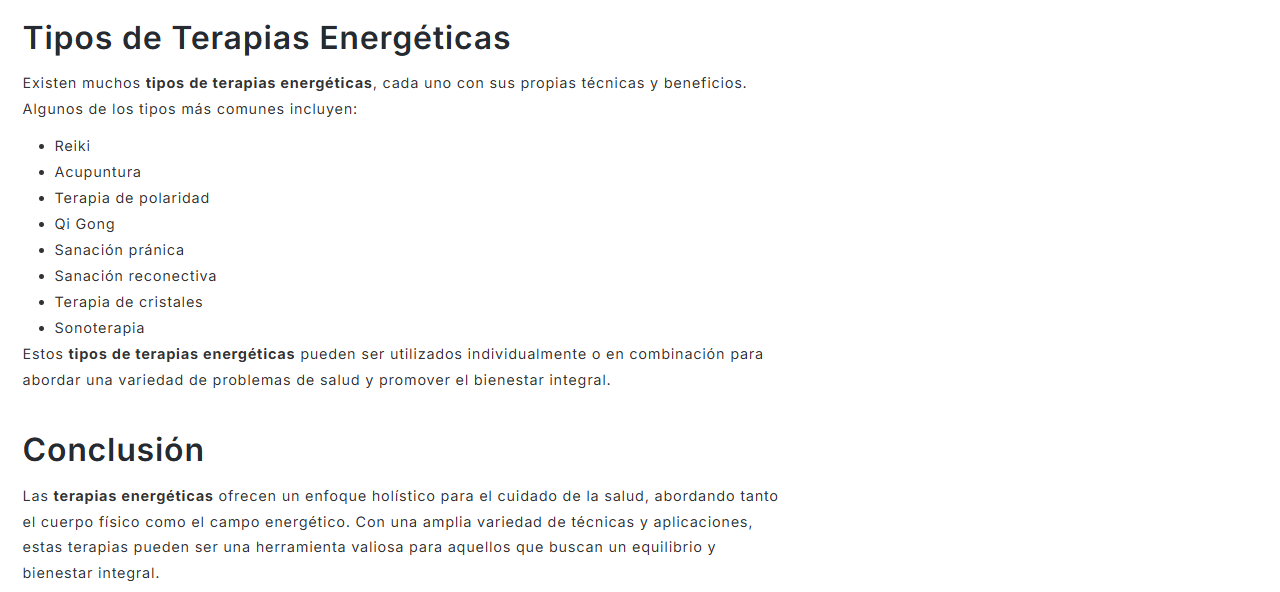 Tipos de Terapias Energéticas
Existen muchos tipos de terapias energéticas, cada uno con sus propias técnicas y beneficios.
Algunos de los tipos más comunes incluyen:
• Reiki
• Acupuntura
• Terapia de polaridad
• Qi Gong
• Sanación pránica
• Sanación reconectiva
• Terapia de cristales
• Sonoterapia
Estos tipos de terapias energéticas pueden ser utilizados individualmente o en combinación para
abordar una variedad de problemas de salud y promover el bienestar integral.
Conclusión
Las terapias energéticas ofrecen un enfoque holístico para el cuidado de la salud, abordando tanto
el cuerpo físico como el campo energético. Con una amplia variedad de técnicas y aplicaciones,
estas terapias pueden ser una herramienta valiosa para aquellos que buscan un equilibrio y
bienestar integral.